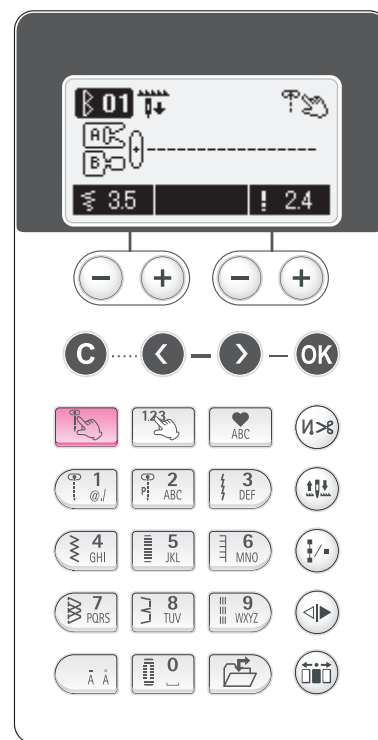 01
A
B
3.5 2.4
C OK
123 ABC
1 @./ P 2 ABC 3 DEF
4 GHI 5 JKL 6 MNO
7 PQRS 8 TUV 9 WXYZ
Ā Ä 0